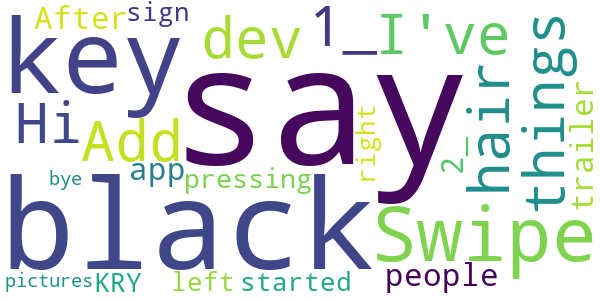 After
sign
key
dev
1_
I've
say
Hi
Add
hair
things
app
right
2_
trailer
bye
pressing
black
Swipe
people
pictures
KRY
left
started